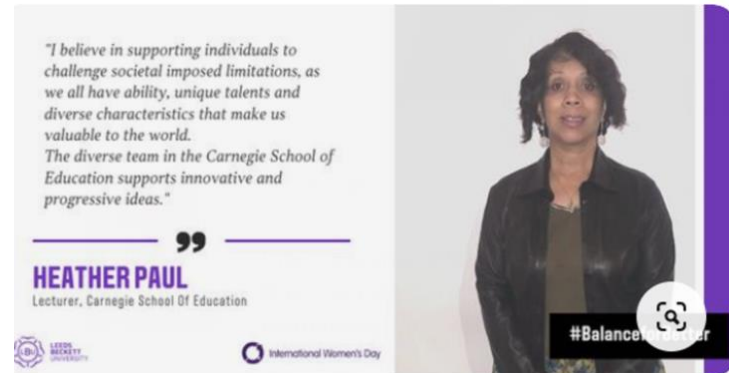 "I believe in supporting individuals to
challenge societal imposed limitations, as
we all have ability, unique talents and
diverse characteristics that make us
valuable to the world.
The diverse team in the Carnegie School of
Education supports innovative and
progressive ideas."
HEATHER PAUL
Lecturer, Carnegie School Of Education
LEEDS
BECKETT
UNIVERSITY
International Women's Day
#Balanceforbetter